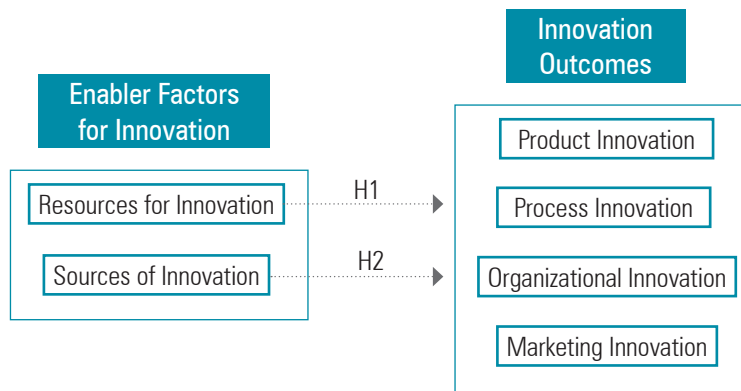 Enabler Factors
for Innovation
Resources for Innovation
Sources of Innovation
H1
H2
Innovation
Outcomes
Product Innovation
Process Innovation
Organizational Innovation
Marketing Innovation